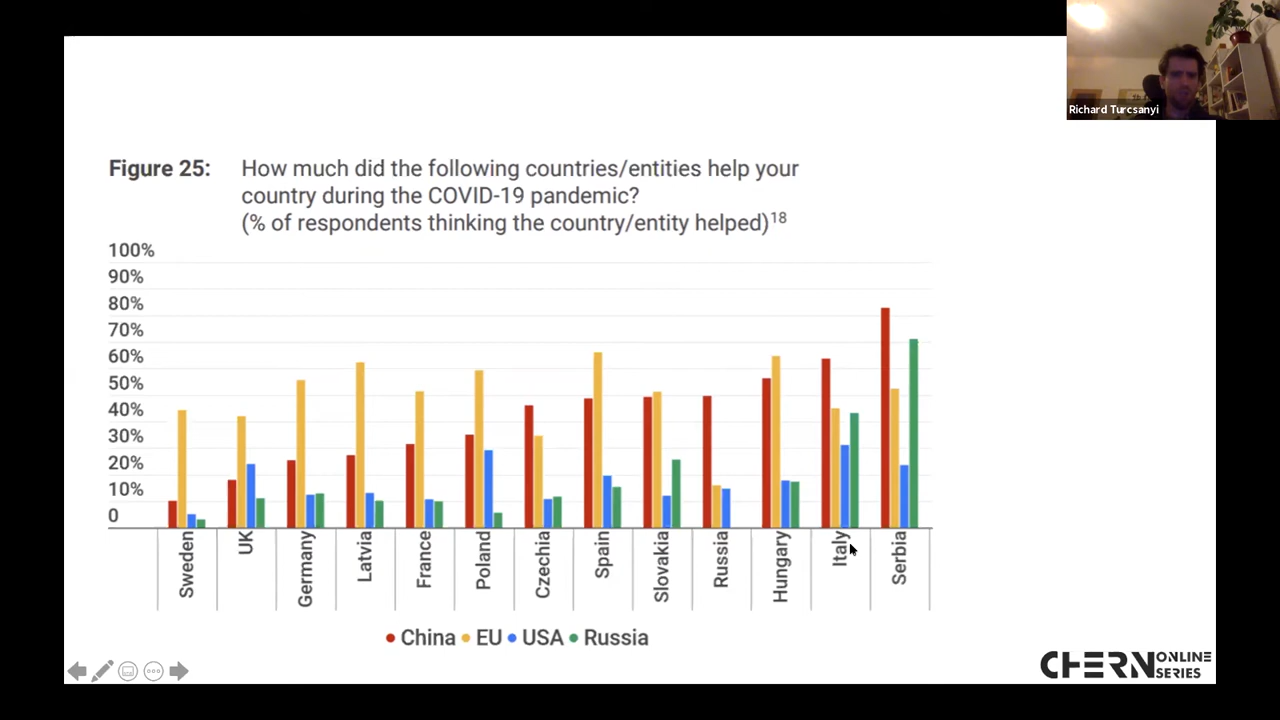 Richard Turcsanyi
Figure 25: How much did the following countries/entities help your
country during the COVID-19 pandemic?
(% of respondents thinking the country/entity helped)18
100%
90%
80%
70%
60%
50%
40%
30%
20%
10%
0
Sweden
UK
Germany
Latvia
France
Poland
Czechia
Spain
Slovakia
Russia
Hungary
Italy
Serbia
China EU USA Russia
CHERN ONLINE
SERIES